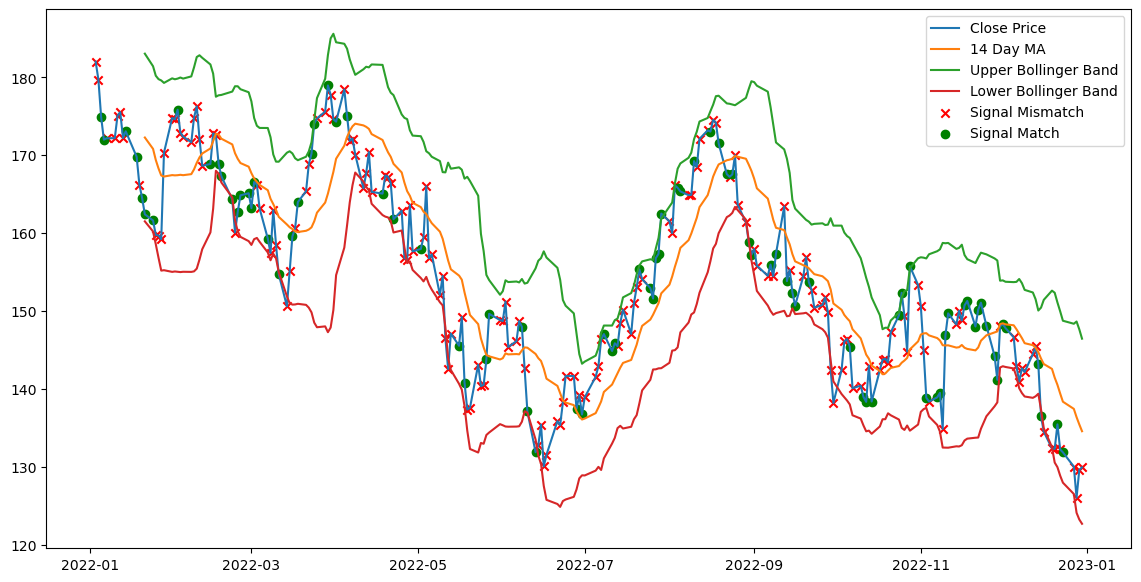 Close Price
14 Day MA
Upper Bollinger Band
Lower Bollinger Band
Signal Mismatch
Signal Match
180
170
160
150
140
130
120
2022-01
2022-03
2022-05
2022-07
2022-09
2022-11
2023-01